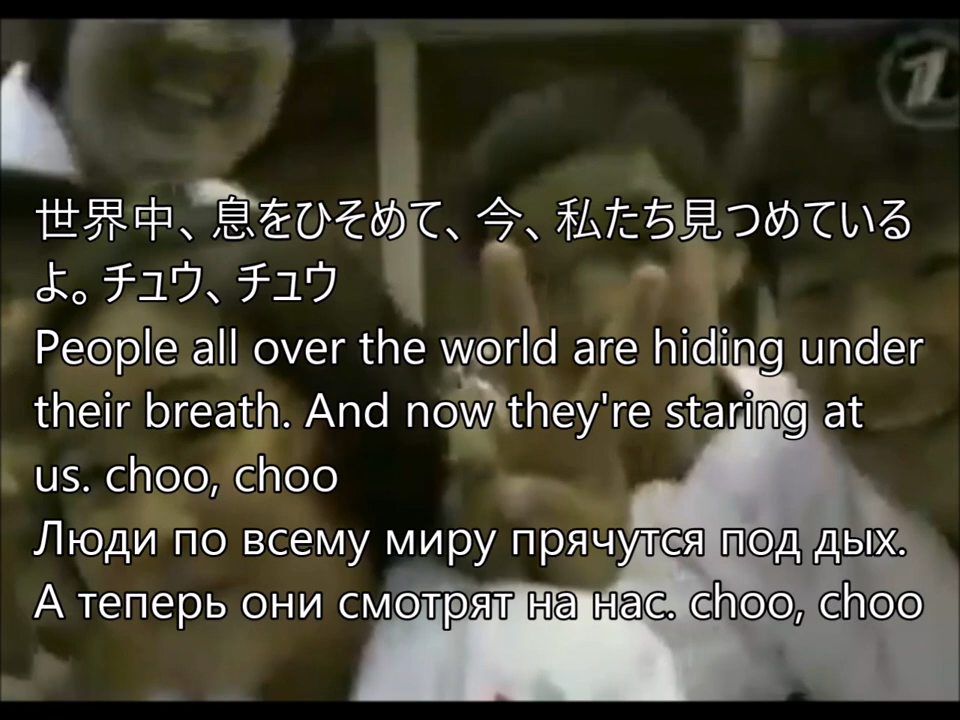 世界中、息をひそめて、今、私たち見つめている
よ。チュウ、チュウ
People all over the world are hiding under
their breath. And now they're staring at
us. choo, choo
Люди по всему миру прячутся под дых.
А теперь они смотрят на нас. choo, choo